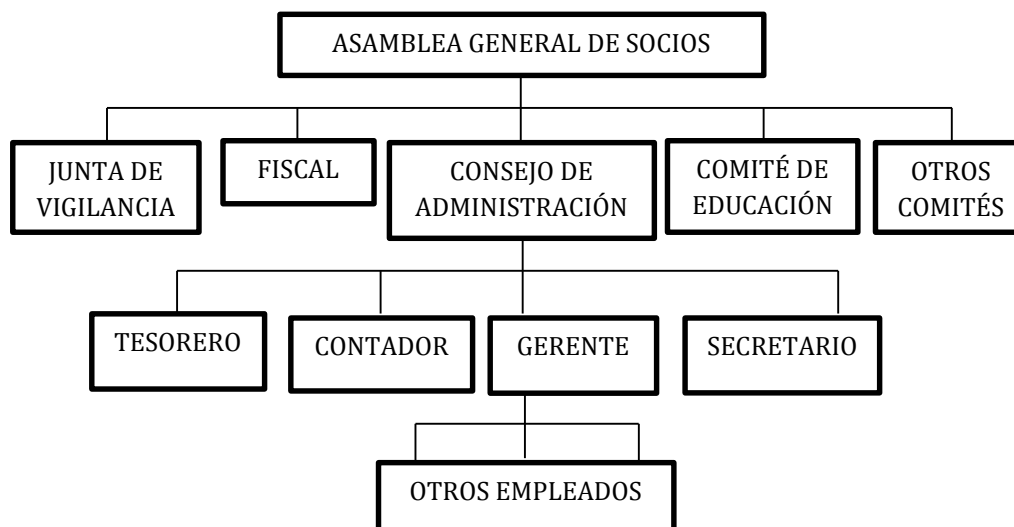 ASAMBLEA GENERAL DE SOCIOS
JUNTA DE
VIGILANCIA
FISCAL
CONSEJO DE
ADMINISTRACIÓN
COMITÉ DE
EDUCACIÓN
OTROS
COMITÉS
TESORERO
CONTADOR
GERENTE
SECRETARIO
OTROS EMPLEADOS